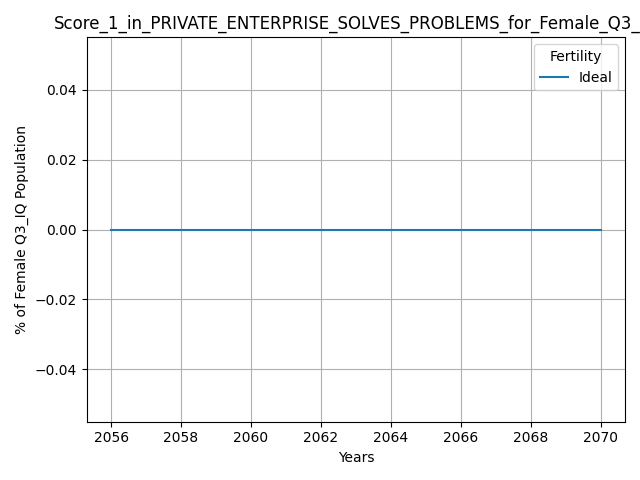 Score_1_in_PRIVATE_ENTERPRISE_SOLVES_PROBLEMS_for_Female_Q3_
Fertility
Ideal
0.04
0.02
0.00
−0.02
−0.04
% of Female Q3_IQ Population
2056 2058 2060 2062 2064 2066 2068 2070
Years